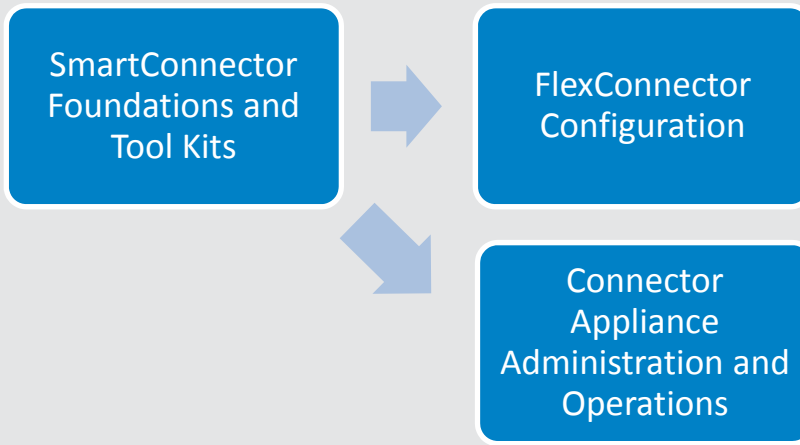 SmartConnector
Foundations and
Tool Kits
FlexConnector
Configuration
Connector
Appliance
Administration and
Operations